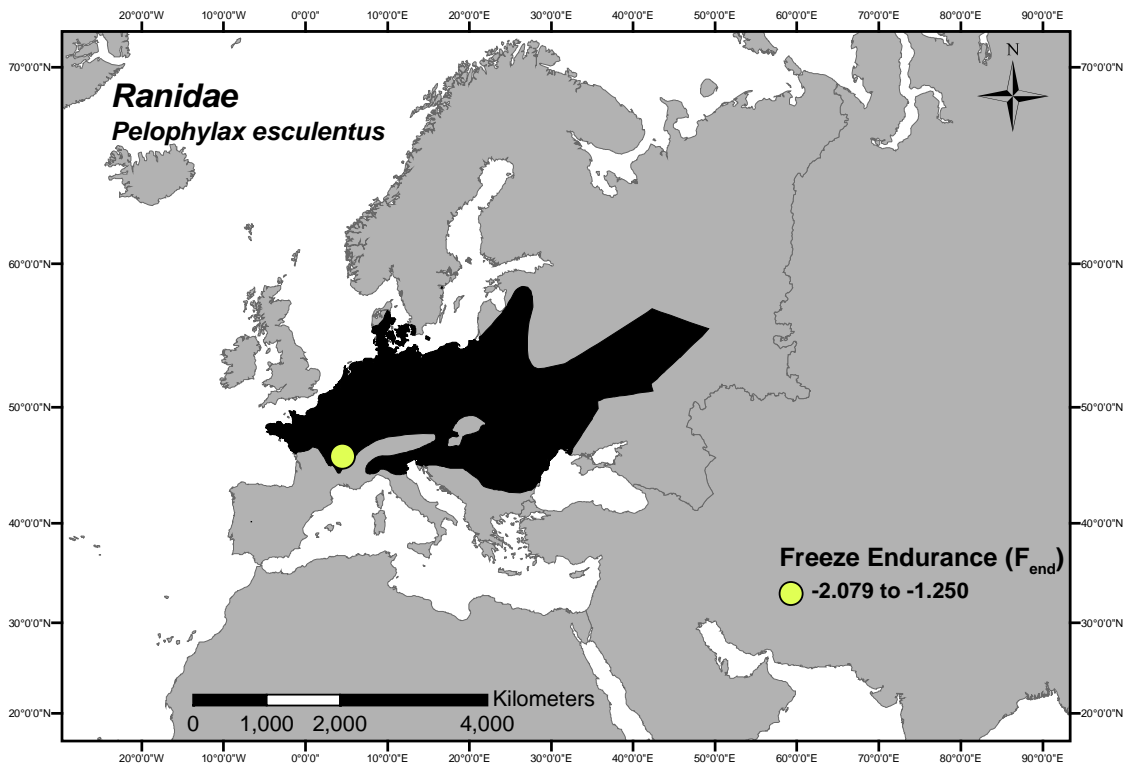 20°0'0"W 10°0'0"W 0°0'0"E 10°0'0"E 20°0'0"E 30°0'0"E 40°0'0"E 50°0'0"E 60°0'0"E 70°0'0"E 80°0'0"E 90°0'0"E
N
70°0'0"N 70°0'0"N
Ranidae
Pelophylax esculentus
60°0'0"N 60°0'0"N
50°0'0"N 50°0'0"N
40°0'0"N 40°0'0"N
Freeze Endurance (Fend)
-2.079 to -1.250
30°0'0"N 30°0'0"N
Kilometers
20°0'0"N 20°0'0"N
0 1,000 2,000 4,000
20°0'0"W 10°0'0"W 0°0'0"E 10°0'0"E 20°0'0"E 30°0'0"E 40°0'0"E 50°0'0"E 60°0'0"E 70°0'0"E 80°0'0"E 90°0'0"E